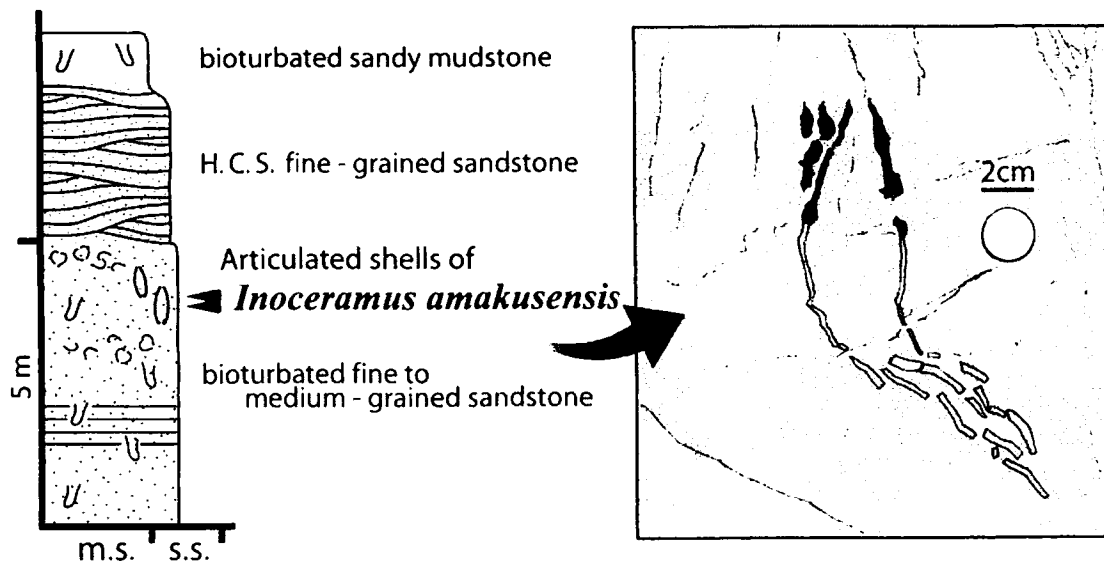 bioturbated sandy mudstone
H. C. S. fine - grained sandstone
Articulated shells of
Inoceramus amakusensis
bioturbated fine to
medium - grained sandstone
5 m
m.s. s.s.
2cm